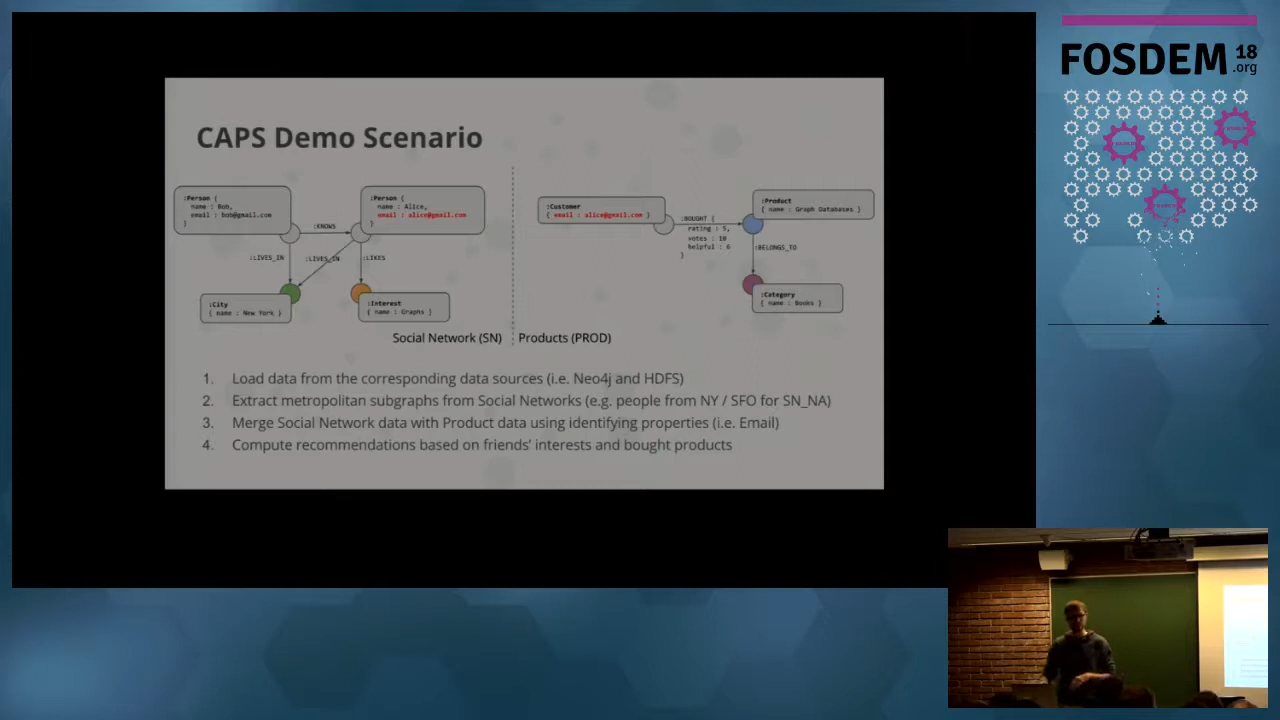 FOSDEM 18
.org
CAPS Demo Scenario
:Person {
name : Bob,
email : bob@gmail.com
}
:Person {
name : Alice,
email : alice@gmail.com
}
:KNOWS
:LIVES_IN
:LIVES_IN
:LIKES
:City
{ name : New York }
:Interest
{ name : Graphs }
:Customer
{ email : alice@gmail.com }
:BOUGHT {
rating : 5,
votes : 10
helpful : 6
}
:Product
{ name : Graph Databases }
:BELONGS_TO
:Category
{ name : Books }
Social Network (SN)
Products (PROD)
1. Load data from the corresponding data sources (i.e. Neo4j and HDFS)
2. Extract metropolitan subgraphs from Social Networks (e.g. people from NY / SFO for SN_NA)
3. Merge Social Network data with Product data using identifying properties (i.e. Email)
4. Compute recommendations based on friends' interests and bought products